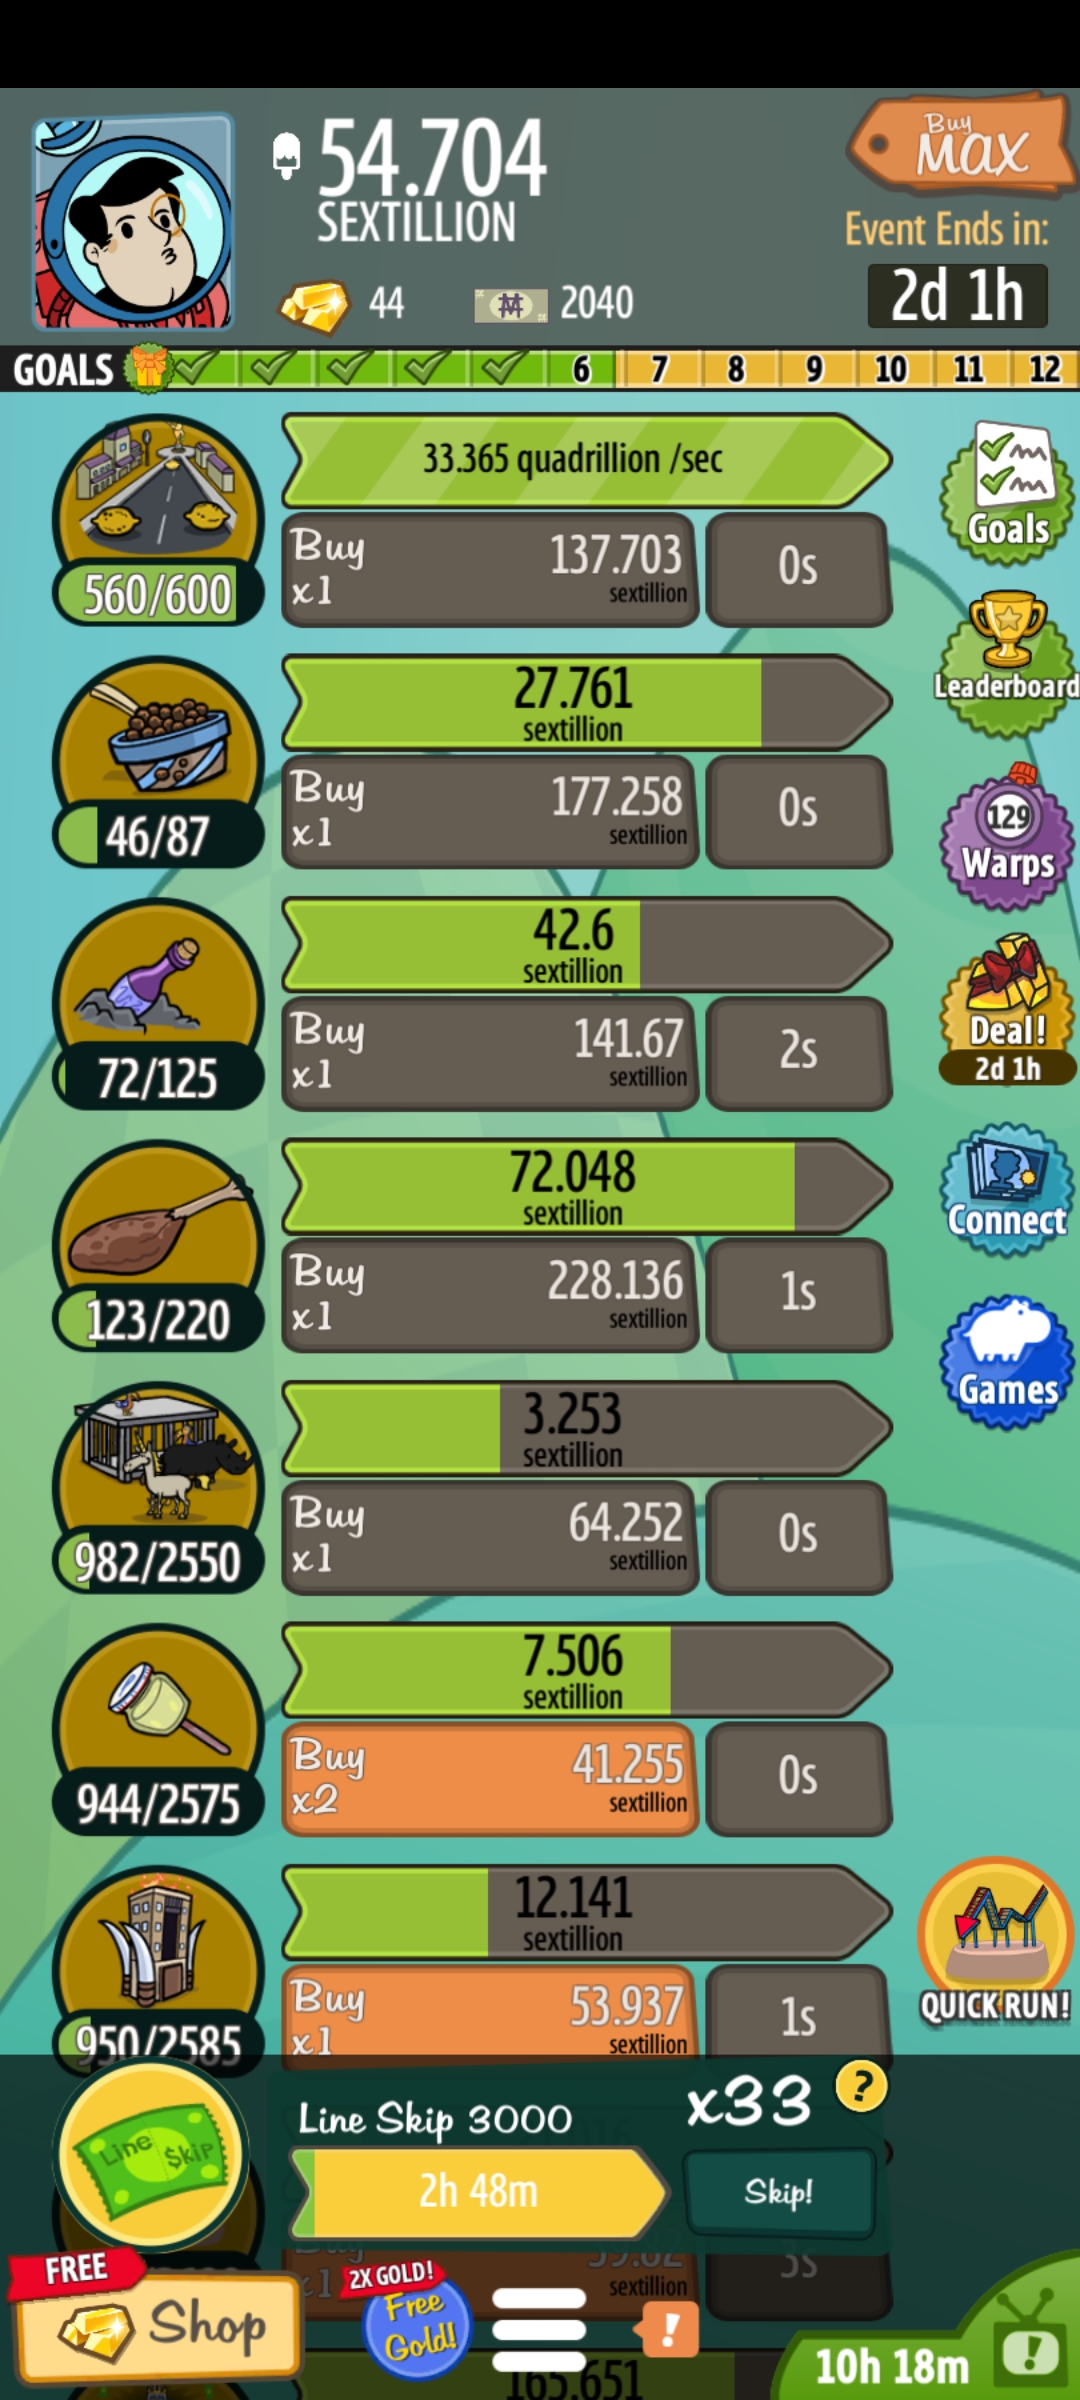 54.704
SEXTILLION
Buy
MAX
Event Ends in:
2d 1h
44
2040
GOALS
6 7 8 9 10 11 12
33.365 quadrillion /sec
Buy
x1
137.703
sextillion
0s
560/600
Goals
27.761
sextillion
Buy
x1
177.258
sextillion
0s
46/87
Leaderboard
42.6
sextillion
Buy
x1
141.67
sextillion
2s
72/125
129
Warps
Deal!
2d 1h
72.048
sextillion
Buy
x1
228.136
sextillion
1s
123/220
Connect
3.253
sextillion
Buy
x1
64.252
sextillion
0s
982/2550
Games
7.506
sextillion
Buy
x2
41.255
sextillion
0s
944/2575
12.141
sextillion
Buy
x1
53.937
sextillion
1s
950/2585
QUICK RUN!
Line Skip
Line Skip 3000
x33
?
2h 48m
Skip!
x1
sextillion
3s
FREE
Shop
2X GOLD!
Free
Gold!
!
165.651
10h 18m
!